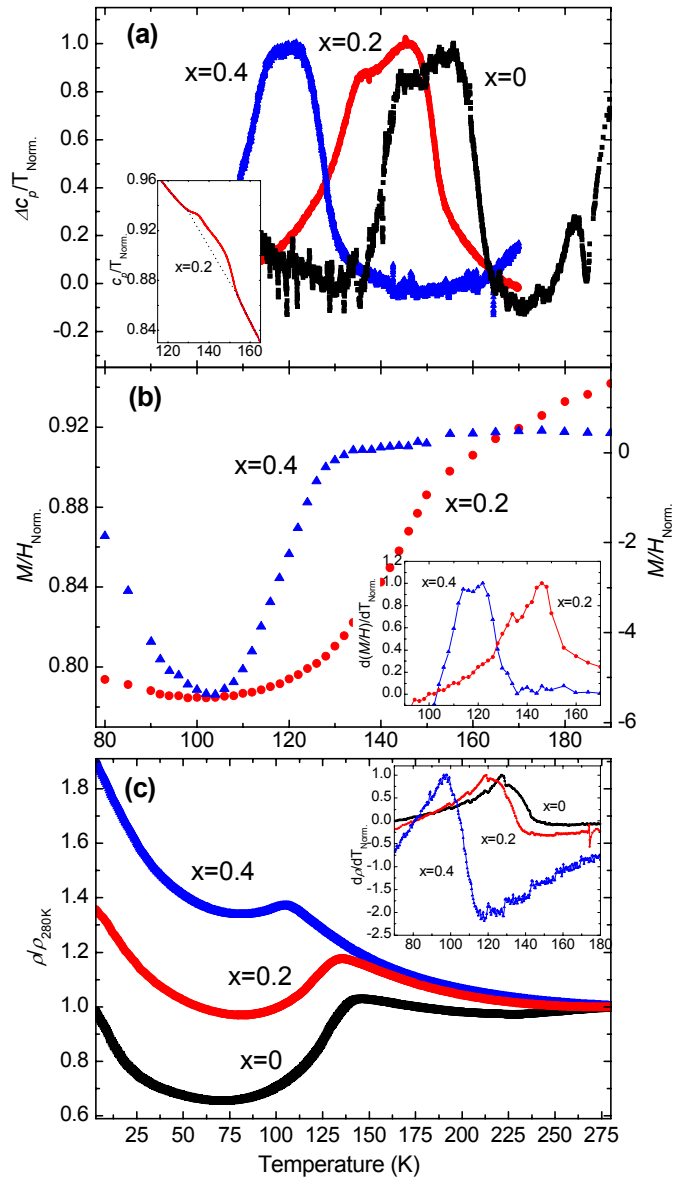 (a)
x=0.4
x=0.2
x=0
Δc_p/T_Norm.
1.0
0.8
0.6
0.4
0.2
0.0
-0.2
0.96
0.92
0.88
0.84
c_p/T_Norm.
x=0.2
120 140 160
(b)
x=0.4
x=0.2
M/H_Norm.
0.92
0.88
0.84
0.80
M/H_Norm.
0
-2
-4
-6
d(M/H)/dT_Norm.
1.0
0.8
0.6
0.4
0.2
0.0
x=0.4
x=0.2
100 120 140 160
80 100 120 140 160 180
(c)
x=0.4
x=0.2
x=0
ρ/ρ_280K
1.8
1.6
1.4
1.2
1.0
0.8
0.6
dρ/dT_Norm.
1.0
0.5
0.0
-0.5
-1.0
-1.5
-2.0
-2.5
x=0
x=0.2
x=0.4
80 100 120 140 160 180
25 50 75 100 125 150 175 200 225 250 275
Temperature (K)